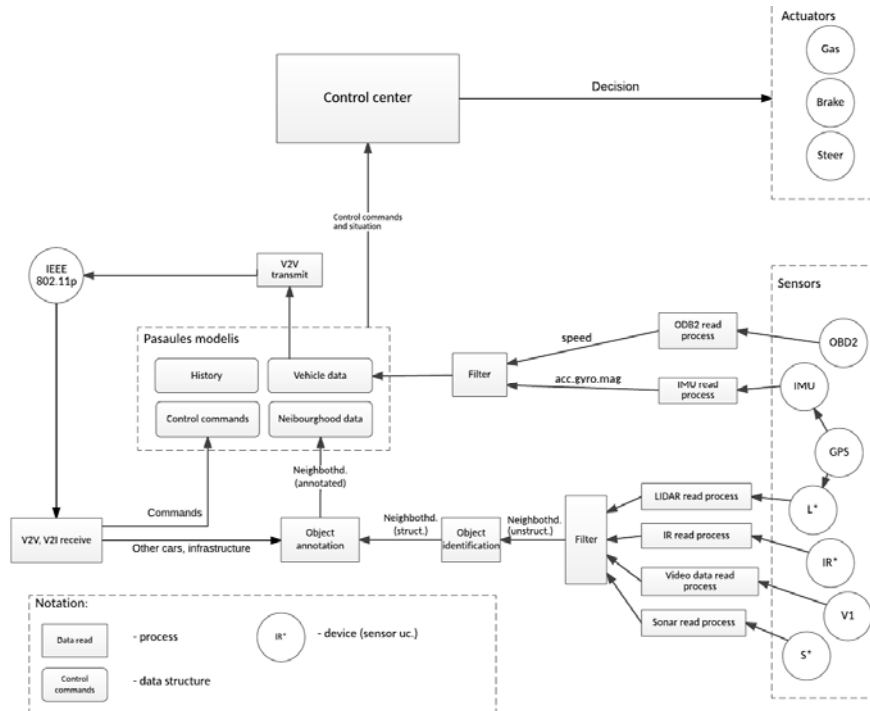 Actuators
Gas
Brake
Steer
Control center
Decision
Control commands
and situation
IEEE
802.11p
V2V
transmit
Sensors
Pasaules modelis
History
Vehicle data
Control commands
Neibourghood data
Filter
speed
acc.gyro.mag
ODB2 read
process
IMU read
process
OBD2
IMU
GPS
L*
IR*
V1
S*
LIDAR read process
IR read process
Video data read
process
Sonar read process
Filter
Neighbothd.
(unstruct.)
Object
identification
Neighbothd.
(struct.)
Object
annotation
Neighbothd.
(annotated)
Commands
Other cars, infrastructure
V2V, V2I receive
Notation:
Data read
- process
IR*
- device (sensor uc.)
Control
commands
- data structure